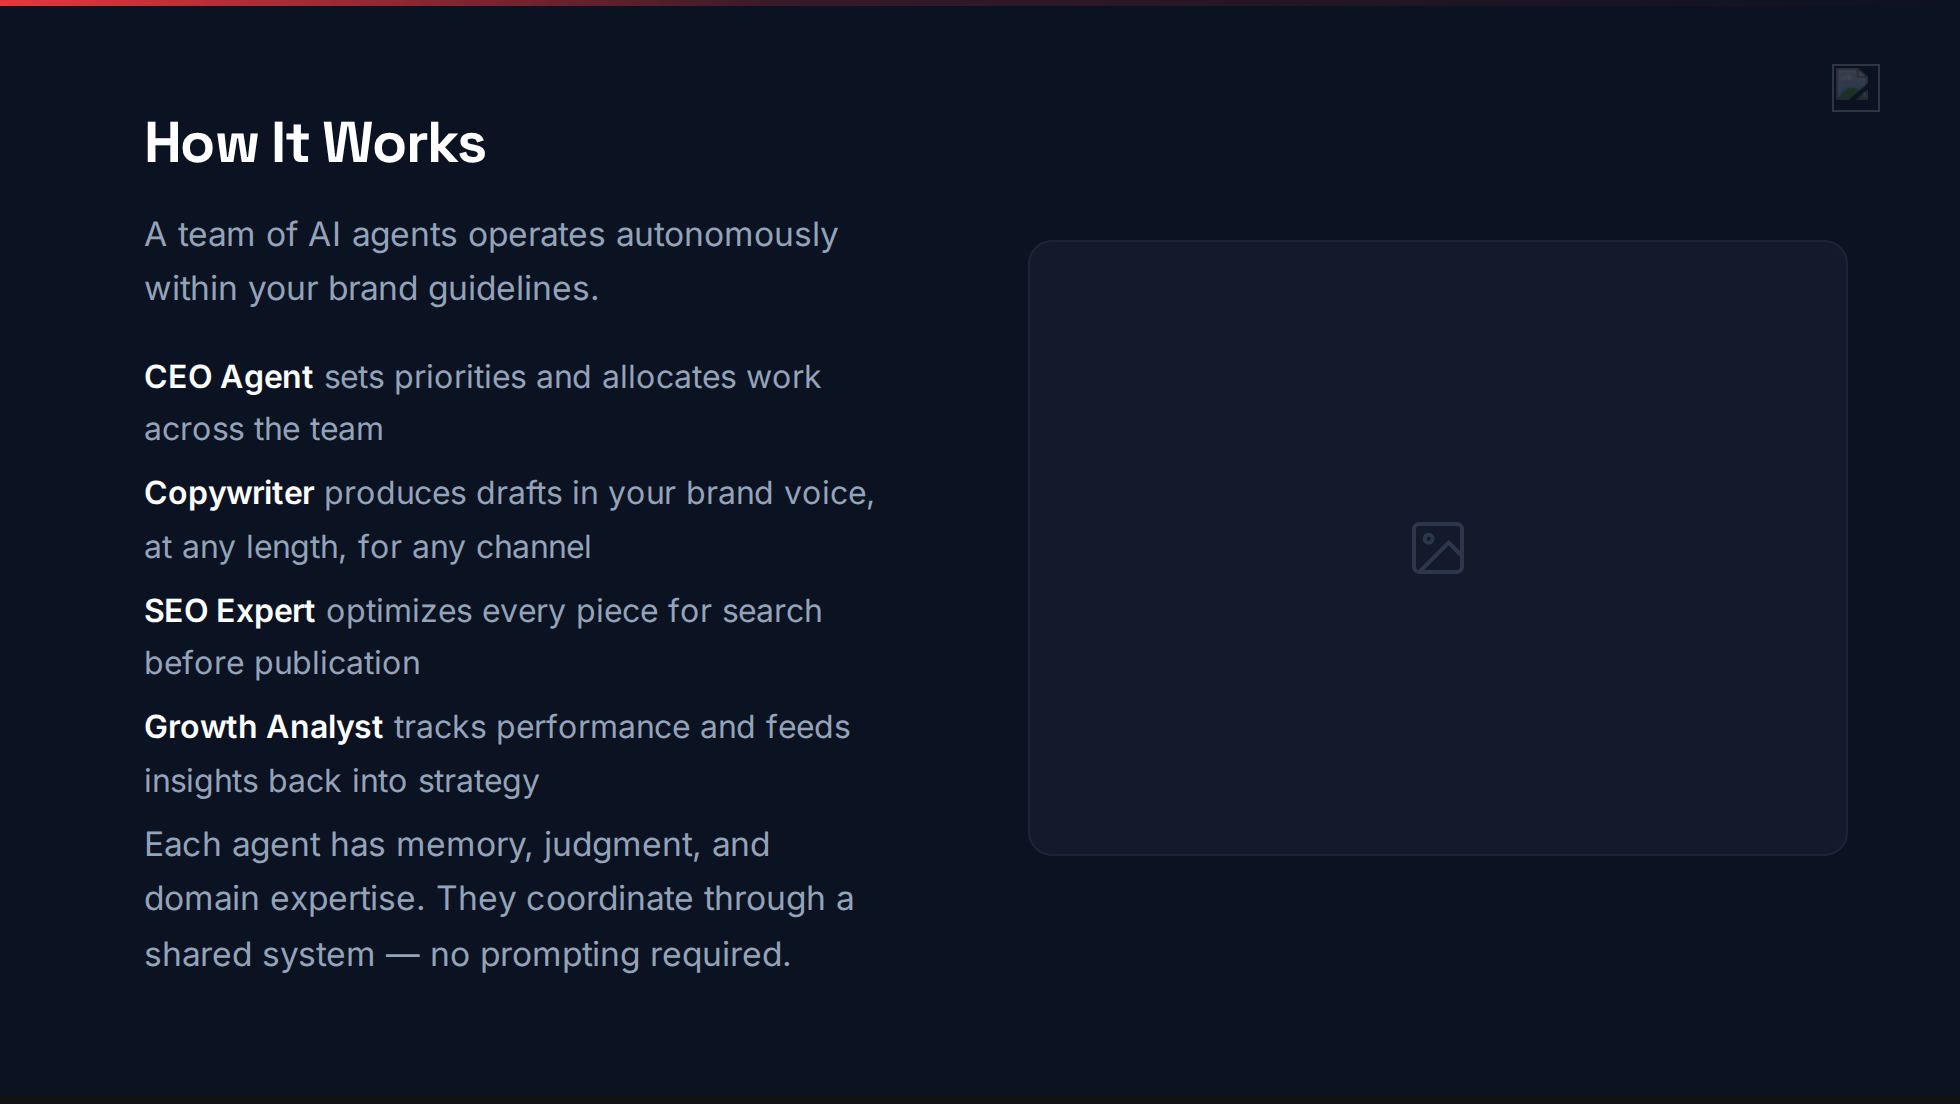 How It Works
A team of AI agents operates autonomously
within your brand guidelines.
CEO Agent sets priorities and allocates work
across the team
Copywriter produces drafts in your brand voice,
at any length, for any channel
SEO Expert optimizes every piece for search
before publication
Growth Analyst tracks performance and feeds
insights back into strategy
Each agent has memory, judgment, and
domain expertise. They coordinate through a
shared system — no prompting required.